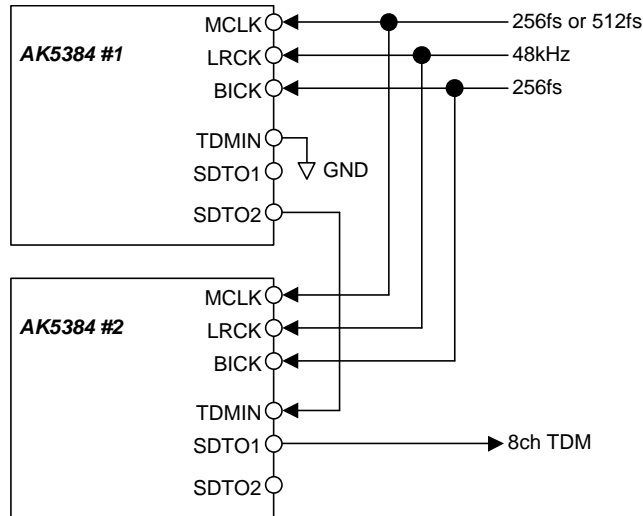 MCLK 256fs or 512fs
AK5384 #1
LRCK 48kHz
BICK 256fs
TDMIN
SDTO1 GND
SDTO2
MCLK
AK5384 #2
LRCK
BICK
TDMIN
SDTO1 8ch TDM
SDTO2